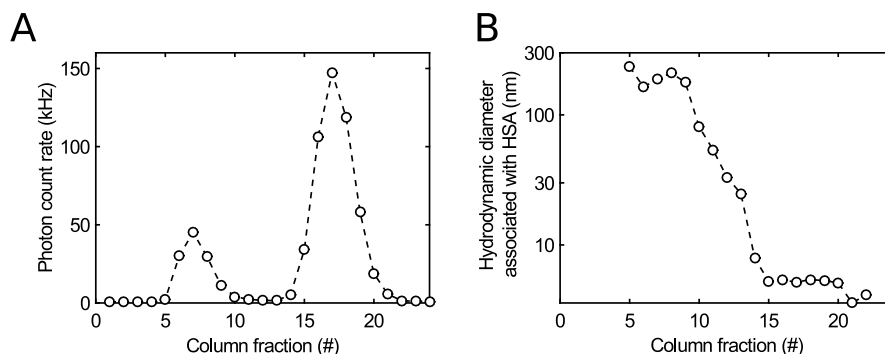 A
Photon count rate (kHz)
150
100
50
0
0 5 10 15 20
Column fraction (#)
B
Hydrodynamic diameter
associated with HSA (nm)
300
100
30
10
0 5 10 15 20
Column fraction (#)